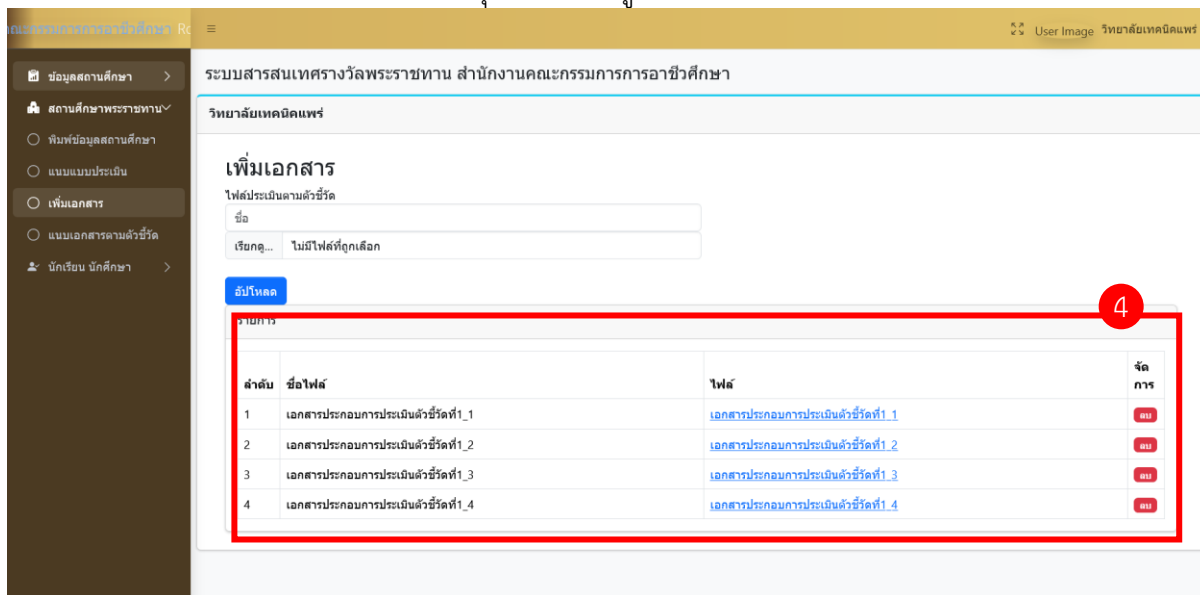 User Image วิทยาลัยเทคนิคแพร่
ข้อมูลสถานศึกษา
สถานศึกษาพระราชทาน
พิมพ์ข้อมูลสถานศึกษา
แนบแบบประเมิน
เพิ่มเอกสาร
แนบเอกสารตามตัวชี้วัด
นักเรียน นักศึกษา
ระบบสารสนเทศรางวัลพระราชทาน สำนักงานคณะกรรมการการอาชีวศึกษา
วิทยาลัยเทคนิคแพร่
เพิ่มเอกสาร
ไฟล์ประเมินตามตัวชี้วัด
ชื่อ
เรียกดู... ไม่มีไฟล์ที่ถูกเลือก
อัปโหลด
4
รายการ
ลำดับ ชื่อไฟล์ ไฟล์ จัดการ
1 เอกสารประกอบการประเมินตัวชี้วัดที่1_1 เอกสารประกอบการประเมินตัวชี้วัดที่1_1 ลบ
2 เอกสารประกอบการประเมินตัวชี้วัดที่1_2 เอกสารประกอบการประเมินตัวชี้วัดที่1_2 ลบ
3 เอกสารประกอบการประเมินตัวชี้วัดที่1_3 เอกสารประกอบการประเมินตัวชี้วัดที่1_3 ลบ
4 เอกสารประกอบการประเมินตัวชี้วัดที่1_4 เอกสารประกอบการประเมินตัวชี้วัดที่1_4 ลบ